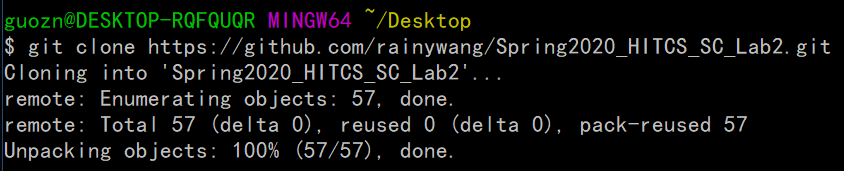 guozn@DESKTOP-RQFQUQR MINGW64 ~/Desktop
$ git clone https://github.com/rainywang/Spring2020_HITCS_SC_Lab2.git
Cloning into 'Spring2020_HITCS_SC_Lab2'...
remote: Enumerating objects: 57, done.
remote: Total 57 (delta 0), reused 0 (delta 0), pack-reused 57
Unpacking objects: 100% (57/57), done.